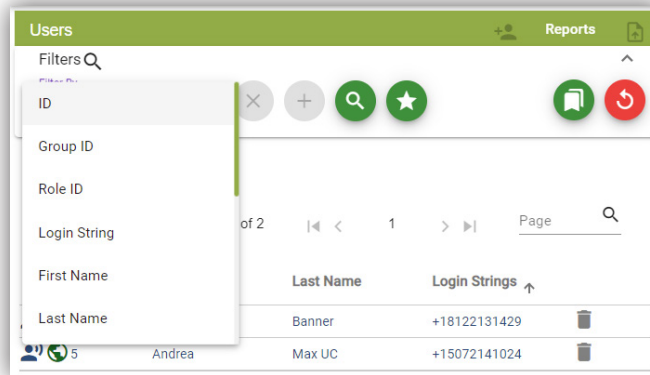 Users Reports
Filters
Filter By
ID
Group ID
Role ID
Login String
of 2 1 Page
First Name
Last Name Login Strings
Last Name
Banner +18122131429
5 Andrea Max UC +15072141024